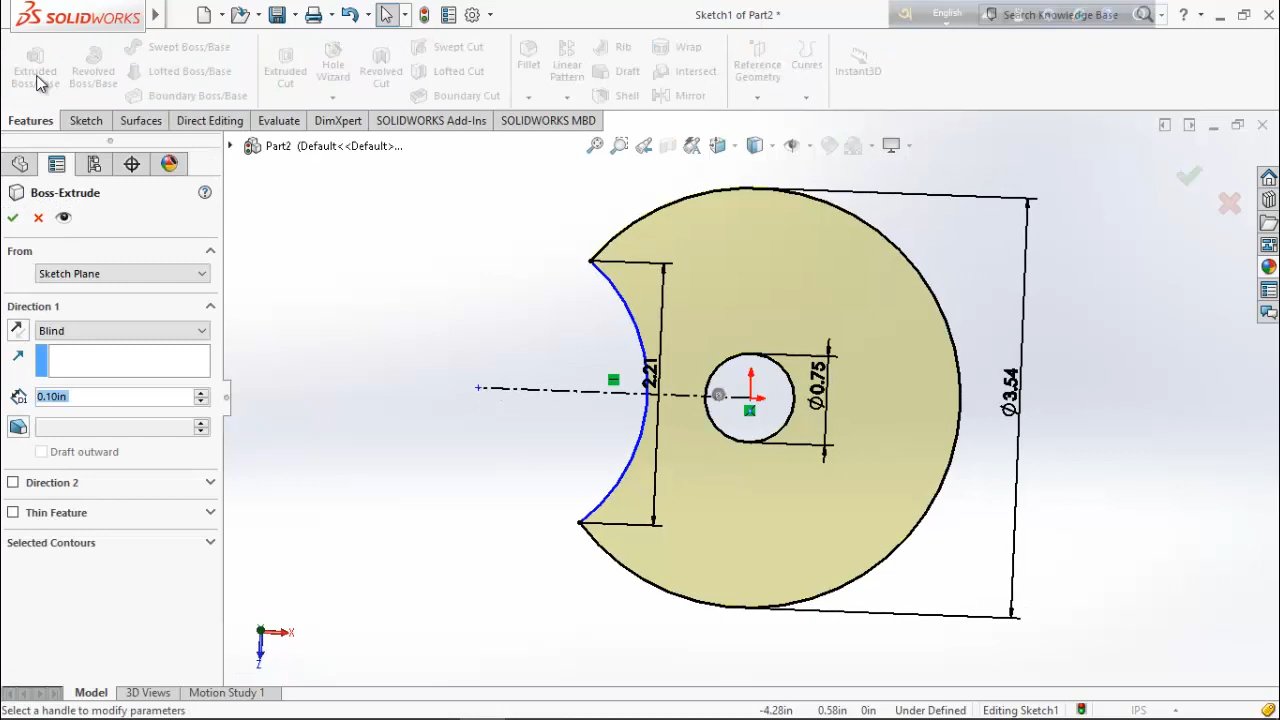 SOLIDWORKS
Sketch1 of Part2 *
English
Search Knowledge Base
?
Extruded Boss/Base
Revolved Boss/Base
Swept Boss/Base
Lofted Boss/Base
Boundary Boss/Base
Extruded Cut
Hole Wizard
Revolved Cut
Swept Cut
Lofted Cut
Boundary Cut
Fillet
Linear Pattern
Rib
Draft
Shell
Wrap
Intersect
Mirror
Reference Geometry
Curves
Instant3D
Features
Sketch
Surfaces
Direct Editing
Evaluate
DimXpert
SOLIDWORKS Add-Ins
SOLIDWORKS MBD
Part2 (Default<<Default>...
Boss-Extrude
?
From
Sketch Plane
Direction 1
Blind
0.10in
Draft outward
Direction 2
Thin Feature
Selected Contours
2.21
Ø0.75
Ø3.54
X
Z
Model
3D Views
Motion Study 1
Select a handle to modify parameters
-4.28in
0.58in
0in
Under Defined
Editing Sketch1
IPS